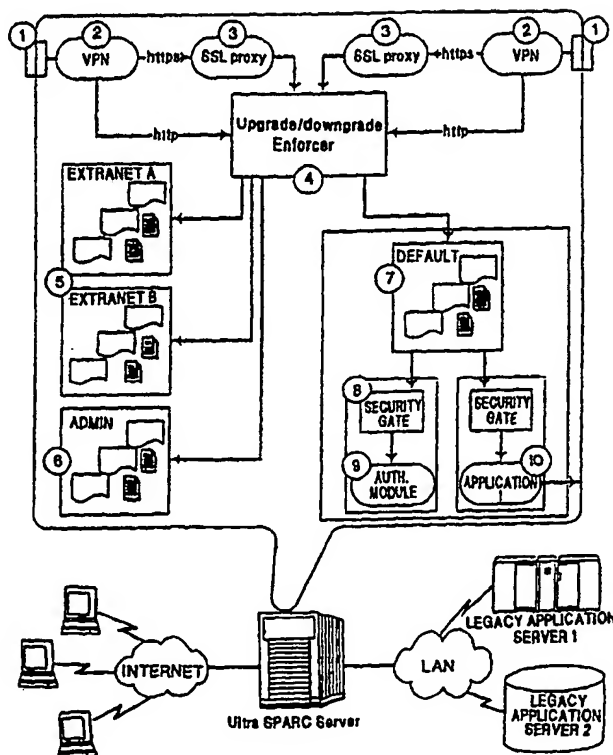 1
2
3
3
2
1
VPN
https
SSL proxy
SSL proxy
https
VPN
http
Upgrade/downgrade
Enforcer
http
4
EXTRANET A
5
EXTRANET B
6
ADMIN
DEFAULT
7
8
SECURITY
GATE
SECURITY
GATE
9
AUTH.
MODULE
10
APPLICATION
INTERNET
Ultra SPARC Server
LAN
LEGACY APPLICATION
SERVER 1
LEGACY
APPLICATION
SERVER 2